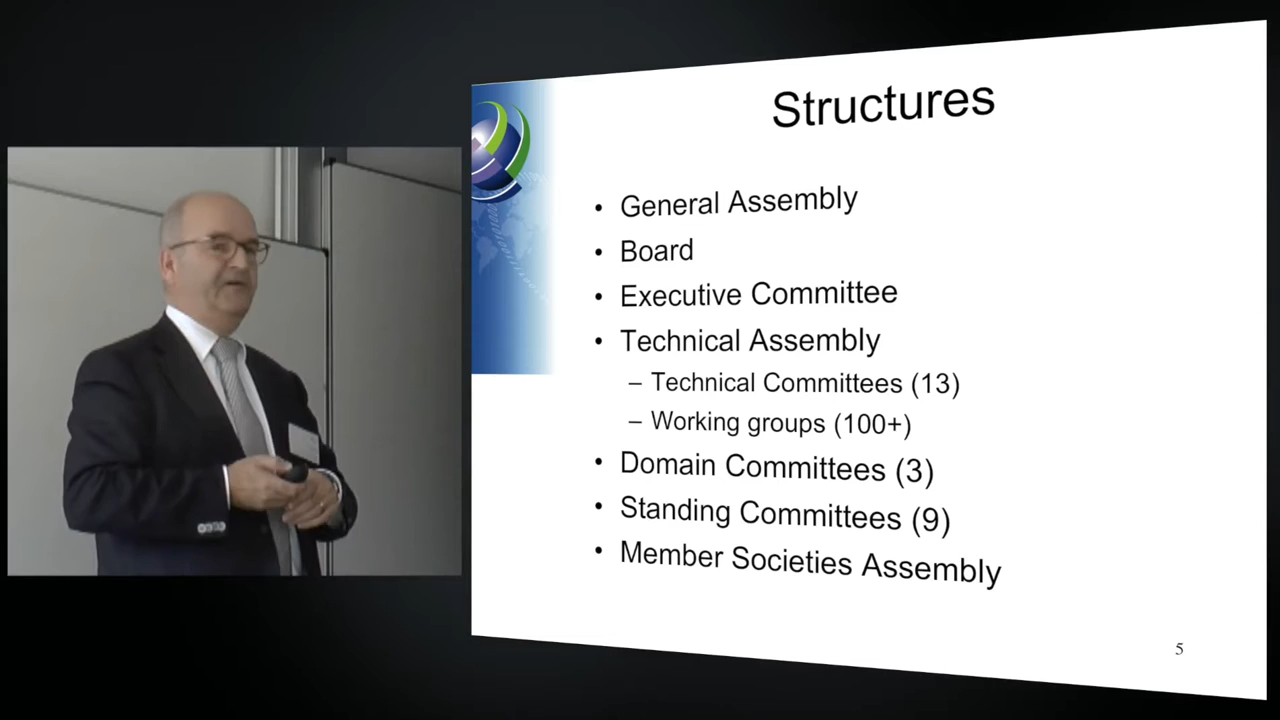 Structures
• General Assembly
• Board
• Executive Committee
• Technical Assembly
– Technical Committees (13)
– Working groups (100+)
• Domain Committees (3)
• Standing Committees (9)
• Member Societies Assembly
5